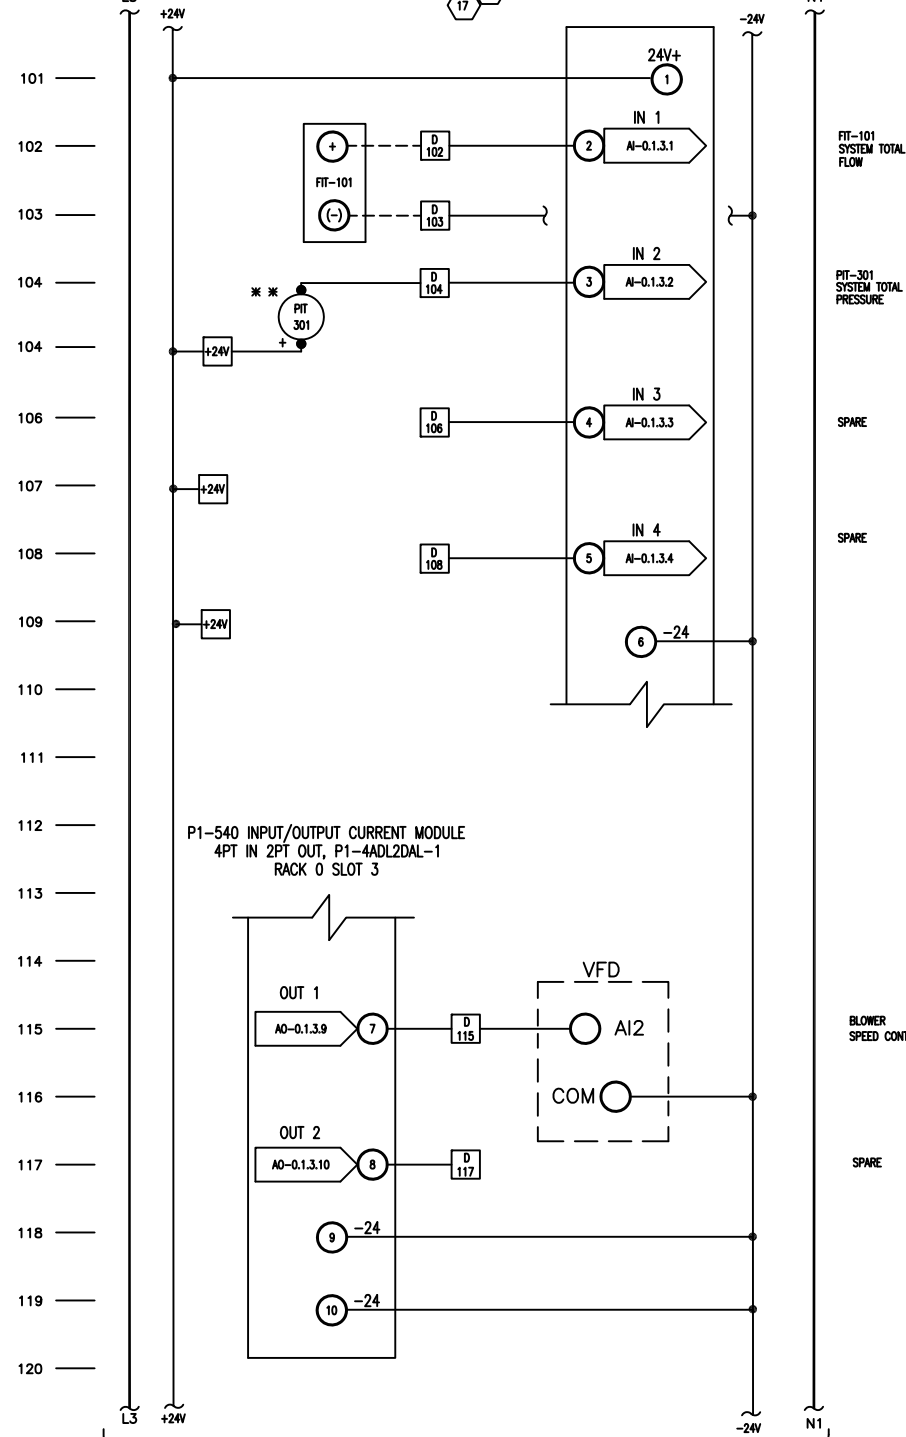 17
+24V
-24V
101
24V+
1
102
+
D
102
IN 1
2
AI-0.1.3.1
FIT-101
SYSTEM TOTAL
FLOW
FIT-101
103
(-)
D
103
104
** 
PIT
301
+
D
104
IN 2
3
AI-0.1.3.2
PIT-301
SYSTEM TOTAL
PRESSURE
104
+24V
106
D
106
IN 3
4
AI-0.1.3.3
SPARE
107
+24V
108
D
108
IN 4
5
AI-0.1.3.4
SPARE
109
+24V
6
-24
110
111
112
P1-540 INPUT/OUTPUT CURRENT MODULE
4PT IN 2PT OUT, P1-4ADL2DAL-1
RACK 0 SLOT 3
113
114
VFD
OUT 1
115
AO-0.1.3.9
7
D
115
AI2
BLOWER
SPEED CONT
116
COM
OUT 2
117
AO-0.1.3.10
8
D
117
SPARE
118
9
-24
119
10
-24
120
L3
+24V
-24V
N1